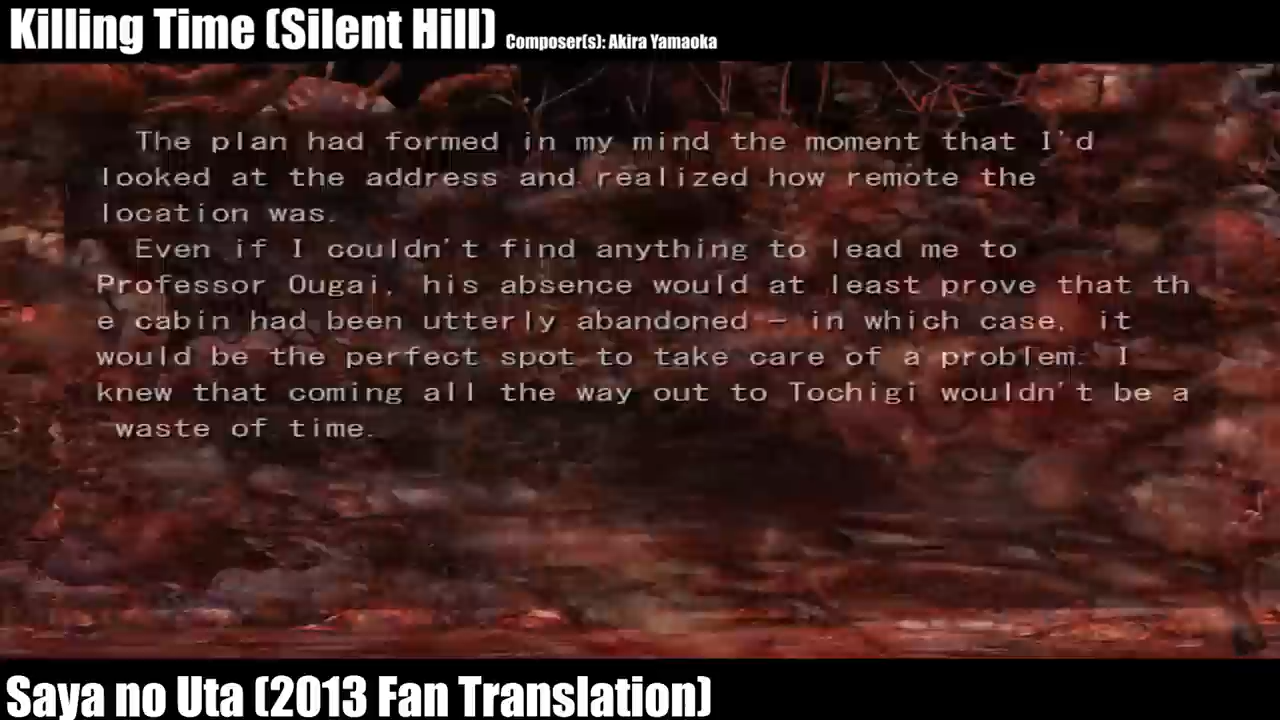 Killing Time (Silent Hill) Composer(s): Akira Yamaoka
The plan had formed in my mind the moment that I'd
looked at the address and realized how remote the
location was.
Even if I couldn't find anything to lead me to
Professor Ougai, his absence would at least prove that th
e cabin had been utterly abandoned — in which case, it
would be the perfect spot to take care of a problem. I
knew that coming all the way out to Tochigi wouldn't be a
waste of time.
Saya no Uta (2013 Fan Translation)